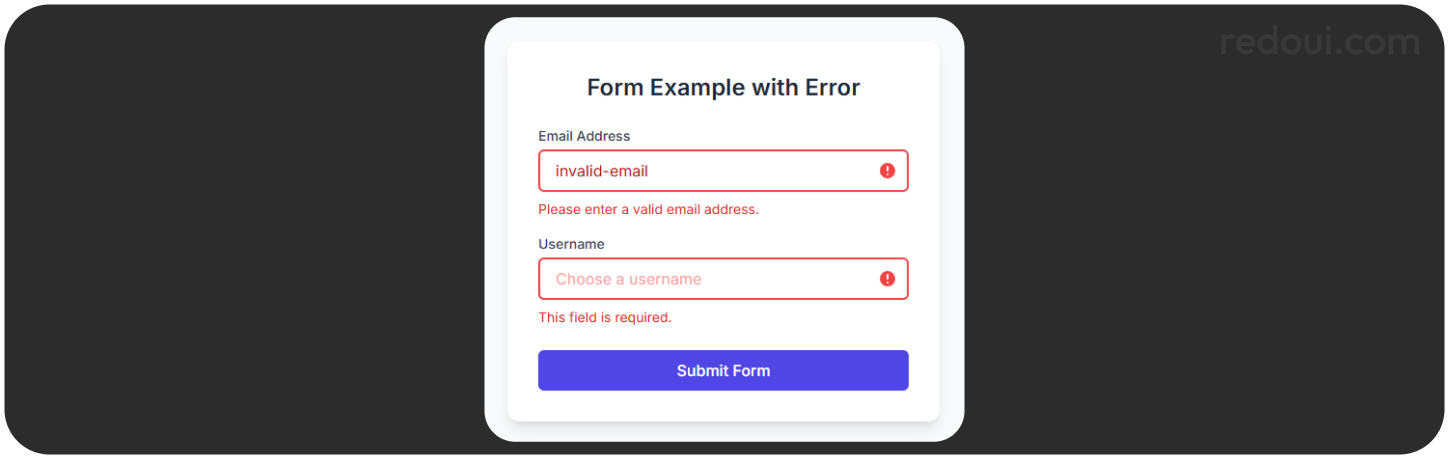 redoui.com
Form Example with Error
Email Address
invalid-email
Please enter a valid email address.
Username
Choose a username
This field is required.
Submit Form